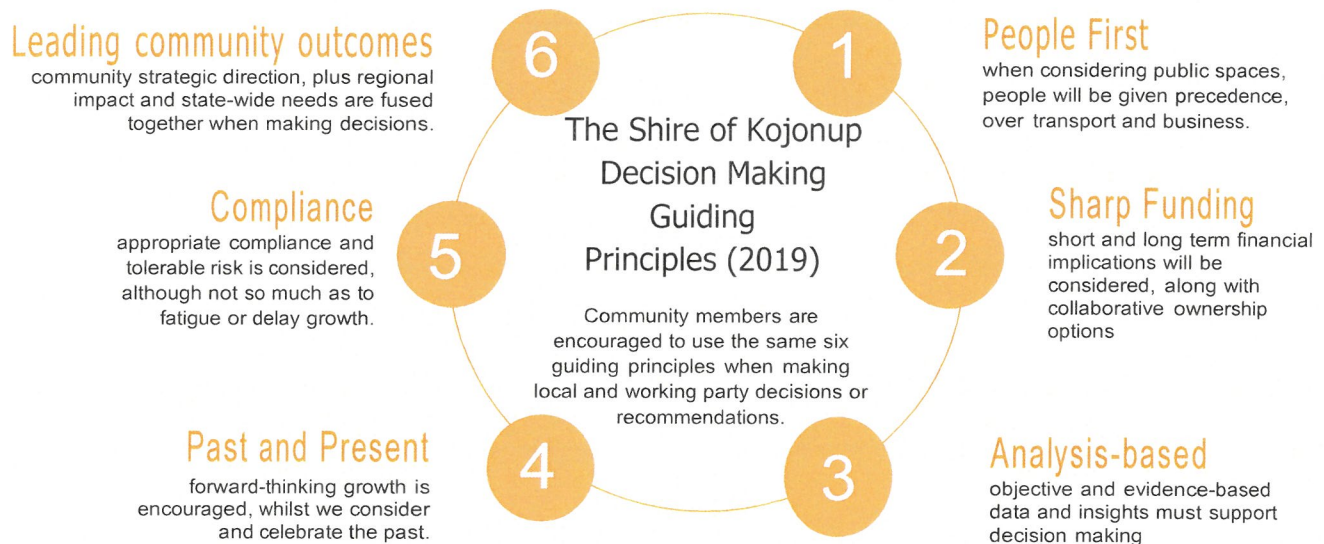 The Shire of Kojonup
Decision Making
Guiding
Principles (2019)
Community members are
encouraged to use the same six
guiding principles when making
local and working party decisions or
recommendations.
1
People First
when considering public spaces,
people will be given precedence,
over transport and business.
2
Sharp Funding
short and long term financial
implications will be
considered, along with
collaborative ownership
options
3
Analysis-based
objective and evidence-based
data and insights must support
decision making
4
Past and Present
forward-thinking growth is
encouraged, whilst we consider
and celebrate the past.
5
Compliance
appropriate compliance and
tolerable risk is considered,
although not so much as to
fatigue or delay growth.
6
Leading community outcomes
community strategic direction, plus regional
impact and state-wide needs are fused
together when making decisions.